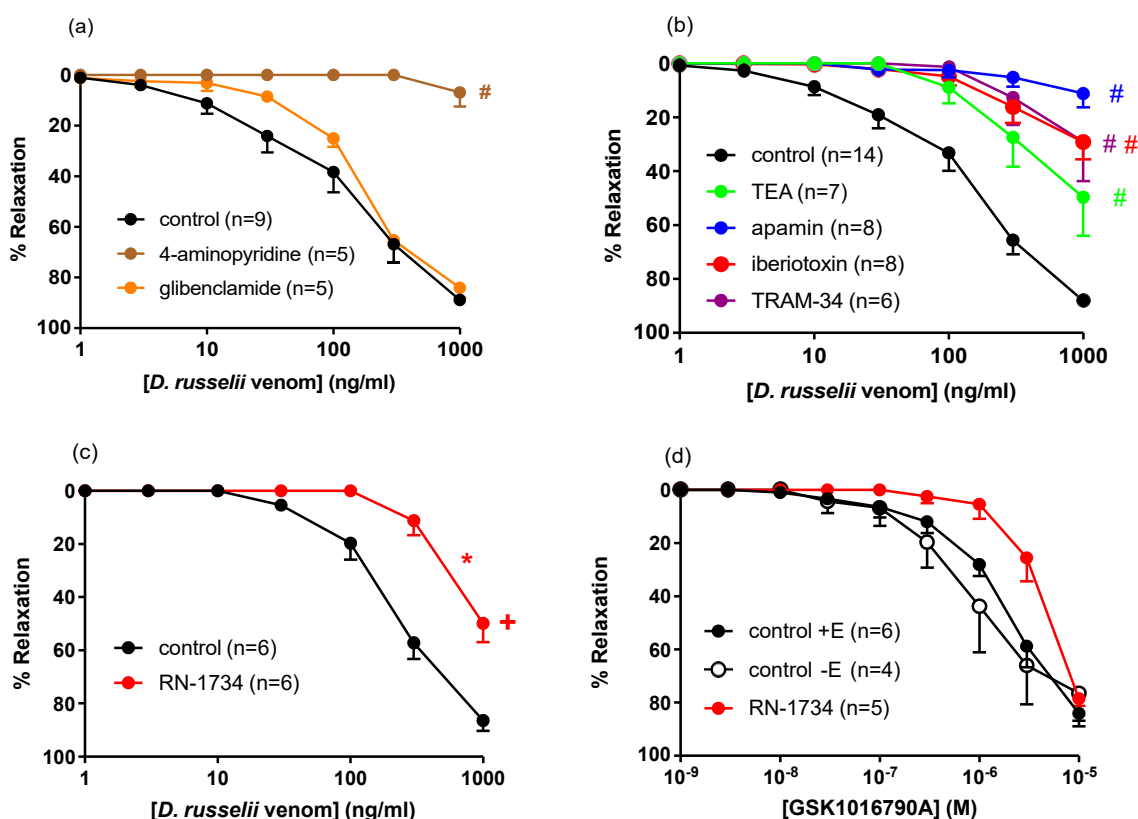 (a)
% Relaxation
0
20
40
60
80
100
#
control (n=9)
4-aminopyridine (n=5)
glibenclamide (n=5)
1
10
100
1000
[D. russelii venom] (ng/ml)
(b)
% Relaxation
0
20
40
60
80
100
#
# #
#
control (n=14)
TEA (n=7)
apamin (n=8)
iberiotoxin (n=8)
TRAM-34 (n=6)
1
10
100
1000
[D. russelii venom] (ng/ml)
(c)
% Relaxation
0
20
40
60
80
100
*
+
control (n=6)
RN-1734 (n=6)
1
10
100
1000
[D. russelii venom] (ng/ml)
(d)
% Relaxation
0
20
40
60
80
100
control +E (n=6)
control -E (n=4)
RN-1734 (n=5)
10⁻⁹
10⁻⁸
10⁻⁷
10⁻⁶
10⁻⁵
[GSK1016790A] (M)